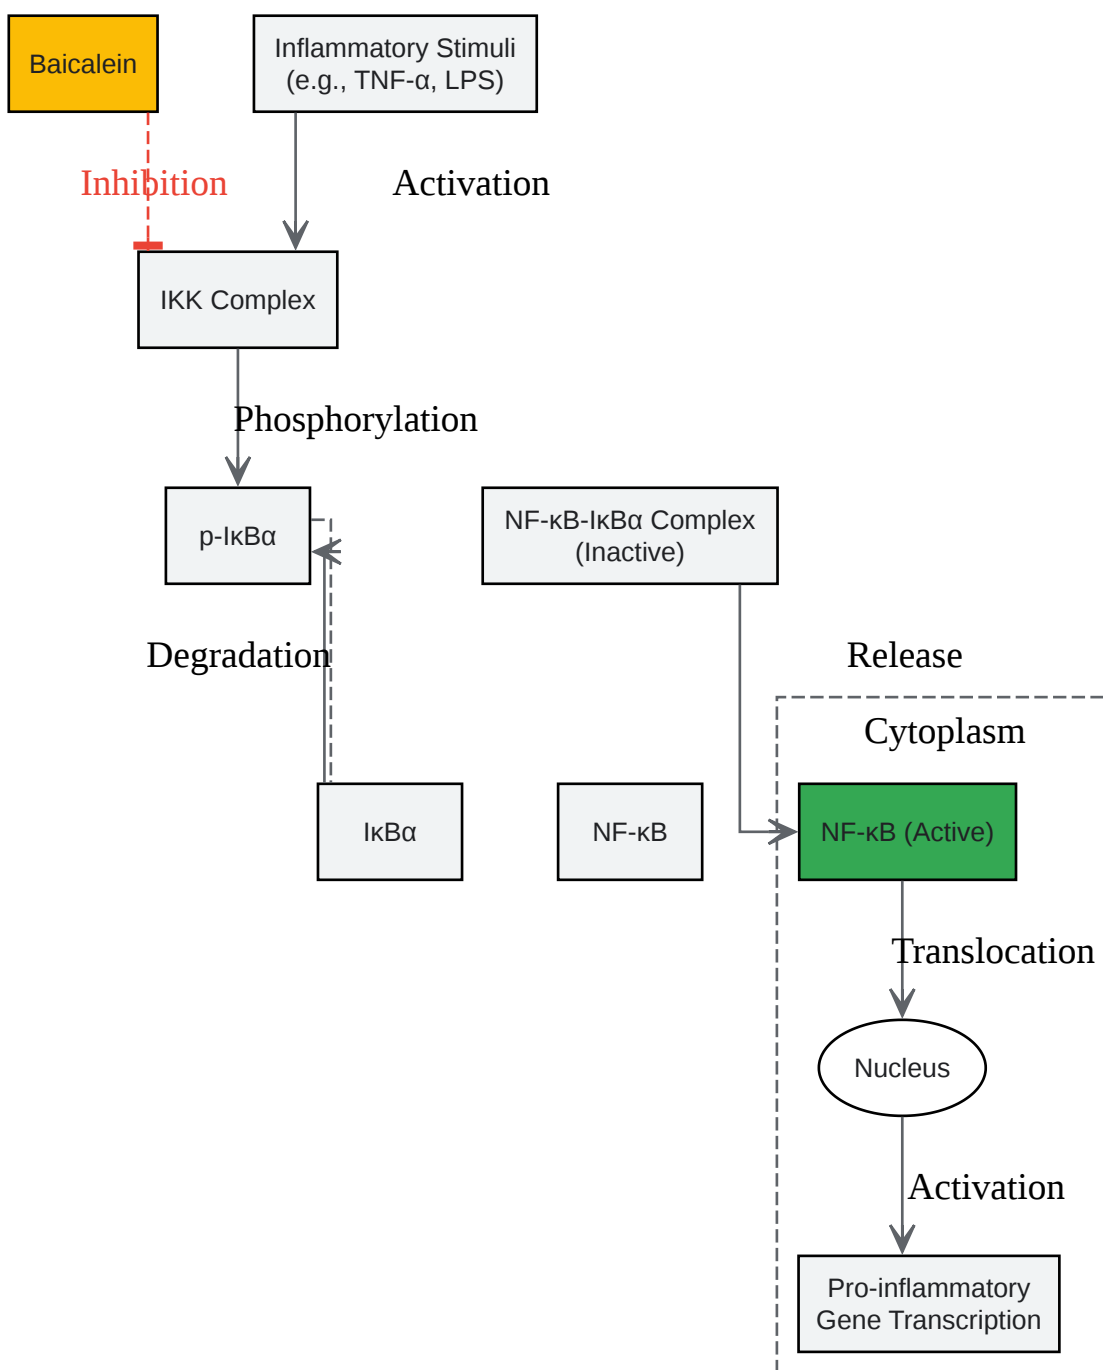 Baicalein
Inflammatory Stimuli
(e.g., TNF-α, LPS)
Inhibition
Activation
IKK Complex
Phosphorylation
p-IκBα
NF-κB-IκBα Complex
(Inactive)
Degradation
Release
Cytoplasm
IκBα
NF-κB
NF-κB (Active)
Translocation
Nucleus
Activation
Pro-inflammatory
Gene Transcription